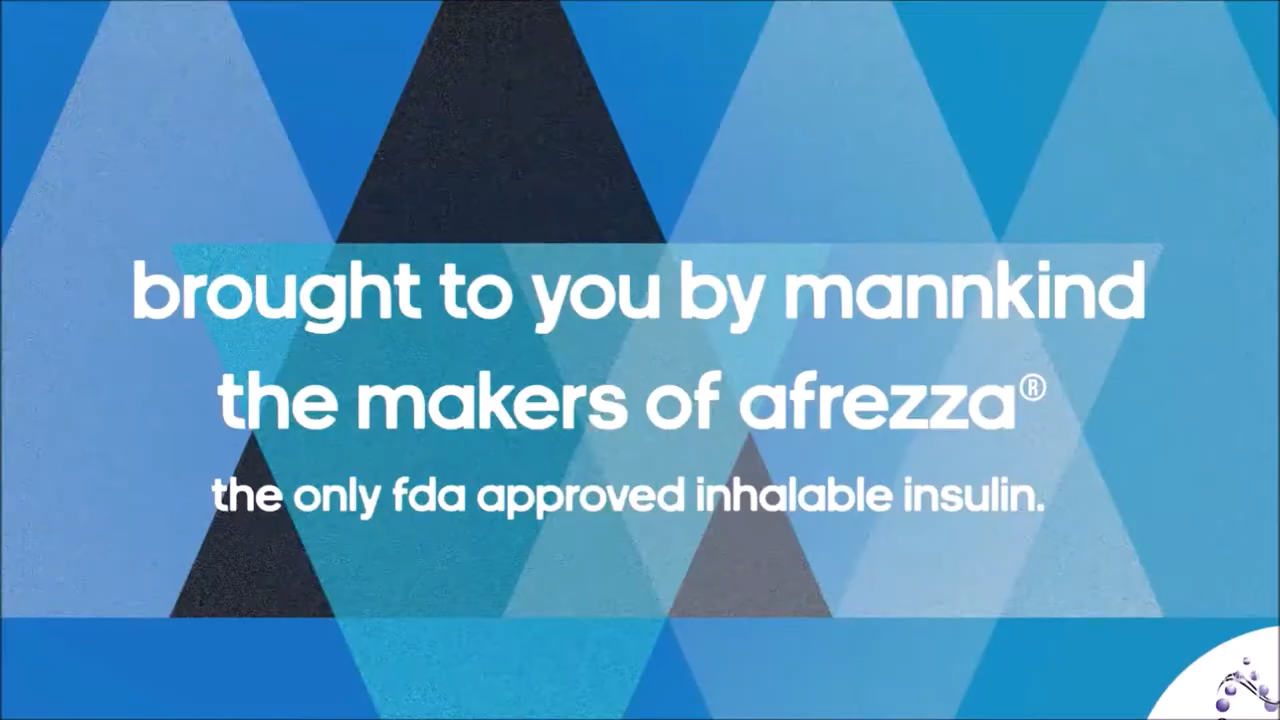 brought to you by mannkind
the makers of afrezza®
the only fda approved inhalable insulin.